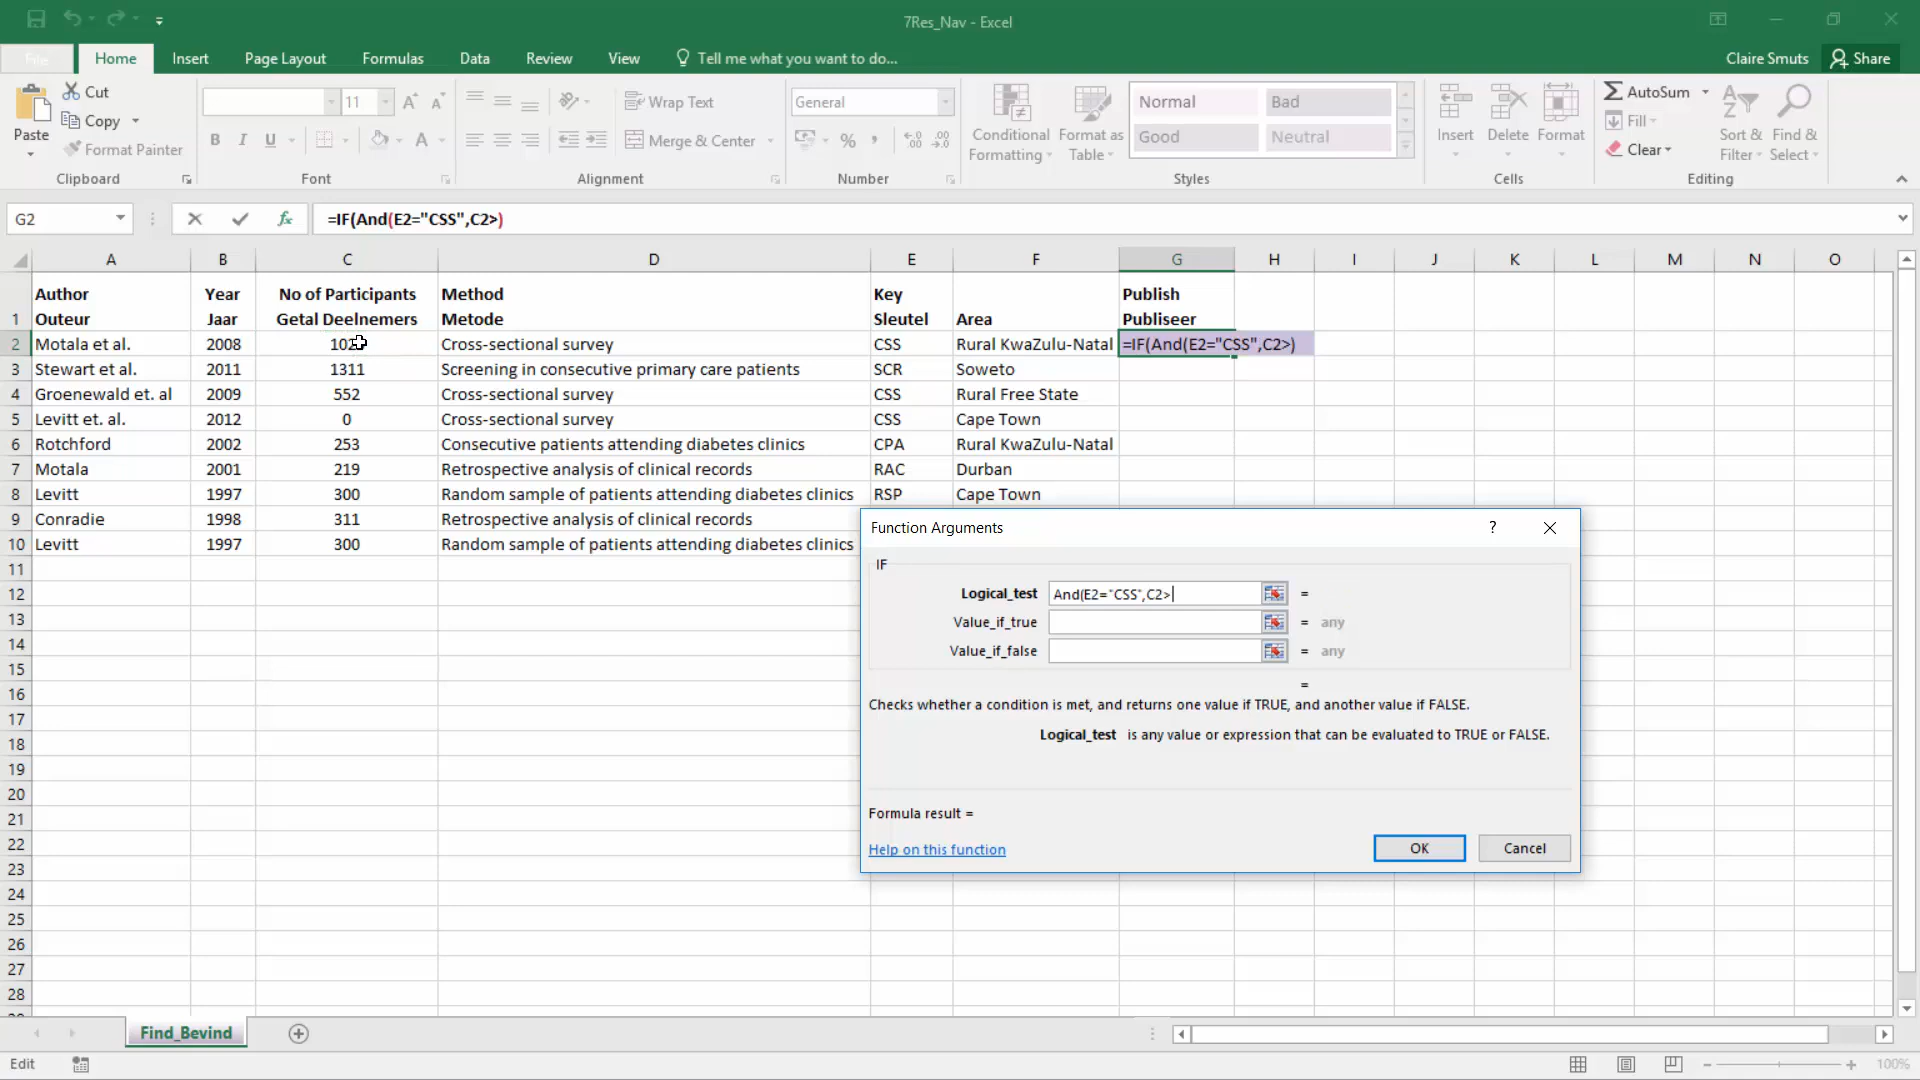 7Res_Nav - Excel
File Home Insert Page Layout Formulas Data Review View Tell me what you want to do... Claire Smuts Share
Paste Cut Copy Format Painter Clipboard
11 B I U Font
Wrap Text Merge & Center Alignment
General % Number
Conditional Formatting Format as Table Normal Bad Good Neutral Styles
Insert Delete Format Cells
AutoSum Fill Clear Sort & Filter Find & Select Editing
G2 fx =IF(And(E2="CSS",C2>)
A B C D E F G H I J K L M N O
Author Year No of Participants Method Key Publish
1 Outeur Jaar Getal Deelnemers Metode Sleutel Area Publiseer
2 Motala et al. 2008 102 Cross-sectional survey CSS Rural KwaZulu-Natal =IF(And(E2="CSS",C2>)
3 Stewart et al. 2011 1311 Screening in consecutive primary care patients SCR Soweto
4 Groenewald et. al 2009 552 Cross-sectional survey CSS Rural Free State
5 Levitt et. al. 2012 0 Cross-sectional survey CSS Cape Town
6 Rotchford 2002 253 Consecutive patients attending diabetes clinics CPA Rural KwaZulu-Natal
7 Motala 2001 219 Retrospective analysis of clinical records RAC Durban
8 Levitt 1997 300 Random sample of patients attending diabetes clinics RSP Cape Town
9 Conradie 1998 311 Retrospective analysis of clinical records
10 Levitt 1997 300 Random sample of patients attending diabetes clinics
11
12
13
14
15
16
17
18
19
20
21
22
23
24
25
26
27
28
Function Arguments ?
IF
Logical_test And(E2="CSS",C2> =
Value_if_true = any
Value_if_false = any
=
Checks whether a condition is met, and returns one value if TRUE, and another value if FALSE.
Logical_test is any value or expression that can be evaluated to TRUE or FALSE.
Formula result =
Help on this function OK Cancel
Find_Bevind
Edit 100%